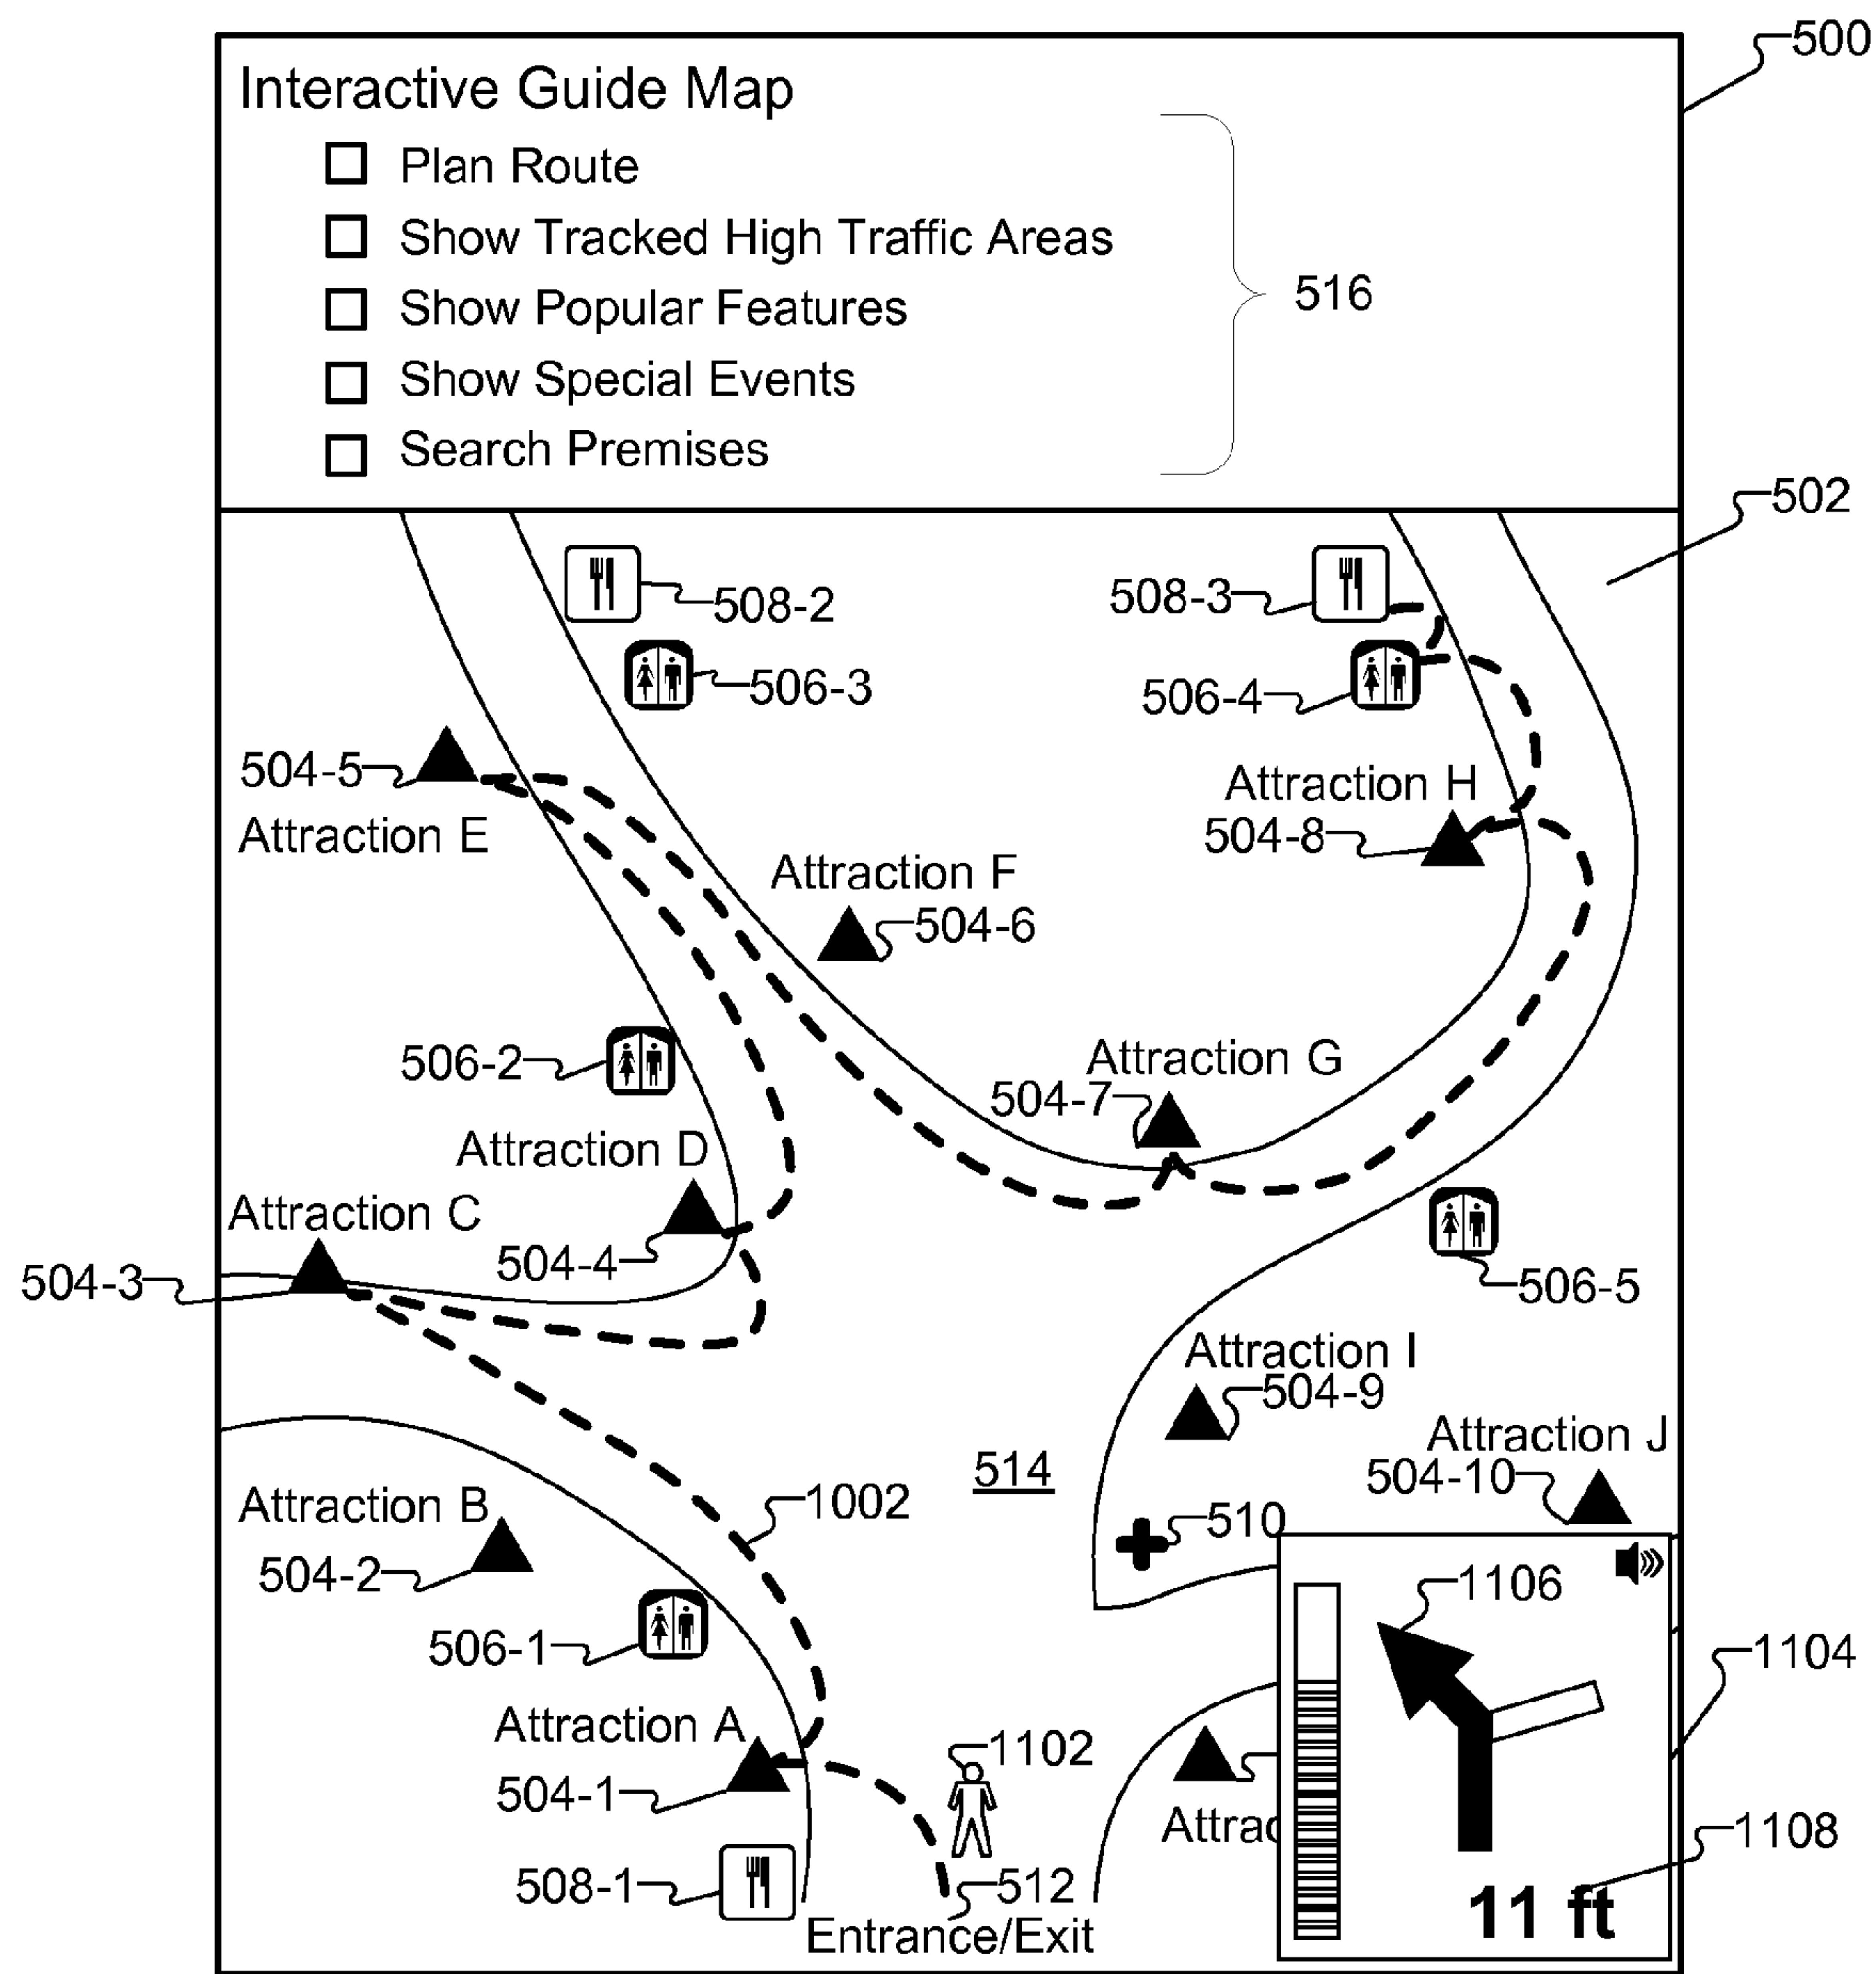 500
Interactive Guide Map
Plan Route
Show Tracked High Traffic Areas
Show Popular Features
516
Show Special Events
Search Premises
502
508-2
508-3
506-3
506-4
504-5
Attraction E
Attraction H
504-8
Attraction F
504-6
506-2
Attraction G
504-7
Attraction D
504-4
Attraction C
504-3
506-5
Attraction I
504-9
Attraction J
504-10
514
1002
510
Attraction B
504-2
1106
506-1
1104
Attraction A
504-1
1102
Attrac
1108
508-1
512
11 ft
Entrance/Exit